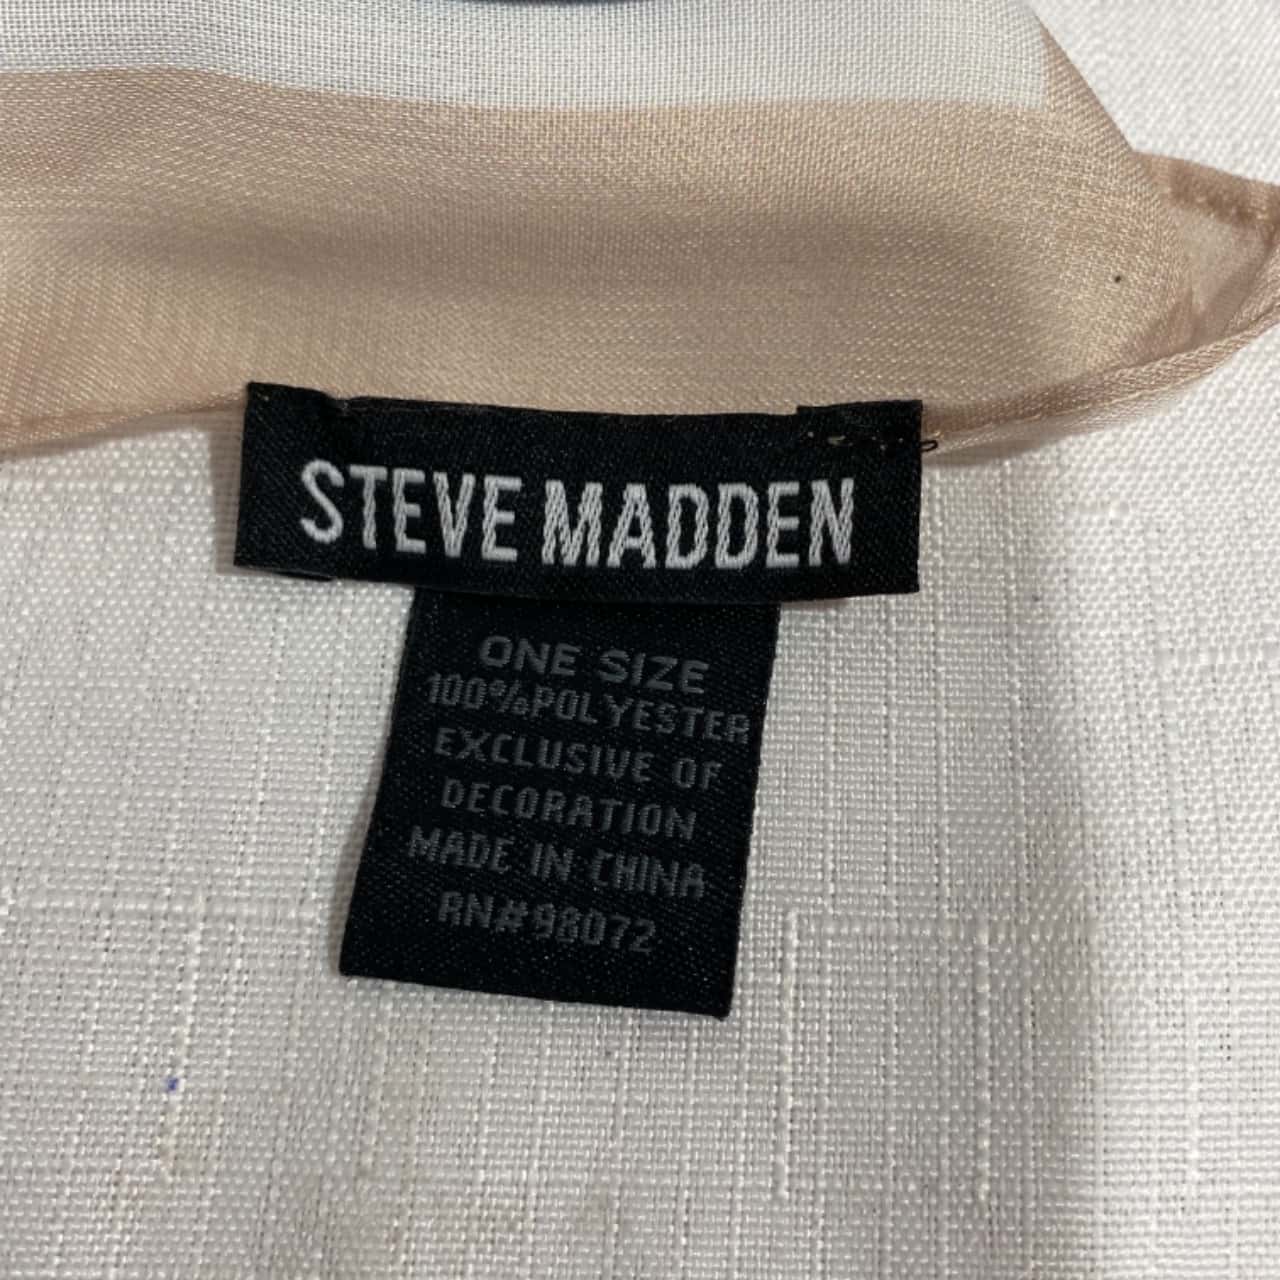 STEVE MADDEN
ONE SIZE
100%POLYESTER
EXCLUSIVE OF
DECORATION
MADE IN CHINA
RN#98072